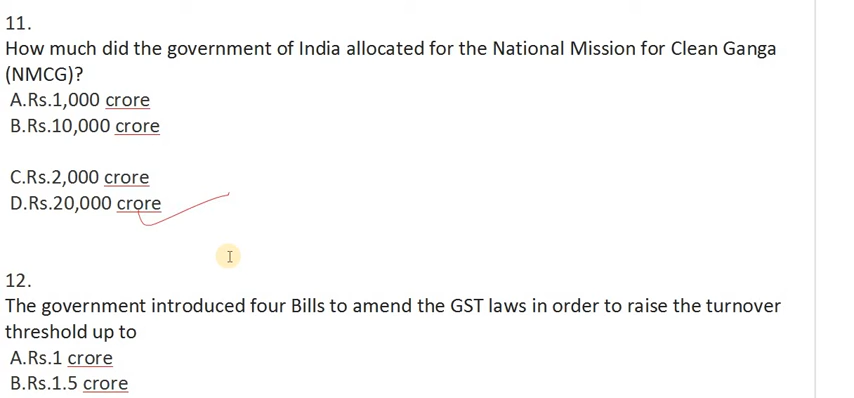 11.
How much did the government of India allocated for the National Mission for Clean Ganga
(NMCG)?
A.Rs.1,000 crore
B.Rs.10,000 crore
C.Rs.2,000 crore
D.Rs.20,000 crore
12.
The government introduced four Bills to amend the GST laws in order to raise the turnover
threshold up to
A.Rs.1 crore
B.Rs.1.5 crore